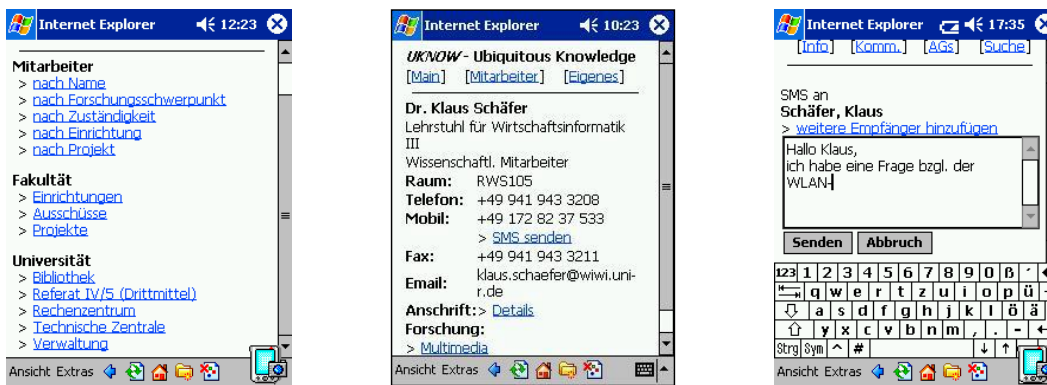 Internet Explorer 12:23
Mitarbeiter
> nach Name
> nach Forschungsschwerpunkt
> nach Zuständigkeit
> nach Einrichtung
> nach Projekt
Fakultät
> Einrichtungen
> Ausschüsse
> Projekte
Universität
> Bibliothek
> Referat IV/5 (Drittmittel)
> Rechenzentrum
> Technische Zentrale
> Verwaltung
Ansicht Extras
Internet Explorer 10:23
UKNOW - Ubiquitous Knowledge
[Main] [Mitarbeiter] [Eigenes]
Dr. Klaus Schäfer
Lehrstuhl für Wirtschaftsinformatik
III
Wissenschaftl. Mitarbeiter
Raum: RWS105
Telefon: +49 941 943 3208
Mobil: +49 172 82 37 533
> SMS senden
Fax: +49 941 943 3211
Email: klaus.schaefer@wiwi.uni-
r.de
Anschrift:> Details
Forschung:
> Multimedia
Ansicht Extras
Internet Explorer 17:35
[Info] [Komm.] [AGs] [Suche]
SMS an
Schäfer, Klaus
> weitere Empfänger hinzufügen
Hallo Klaus,
ich habe eine Frage bzgl. der
WLAN-
Senden Abbruch
123 1 2 3 4 5 6 7 8 9 0 ß ´
q w e r t z u i o p ü +
a s d f g h j k l ö ä
y x c v b n m , . -
Strg Sym ^ #
Ansicht Extras